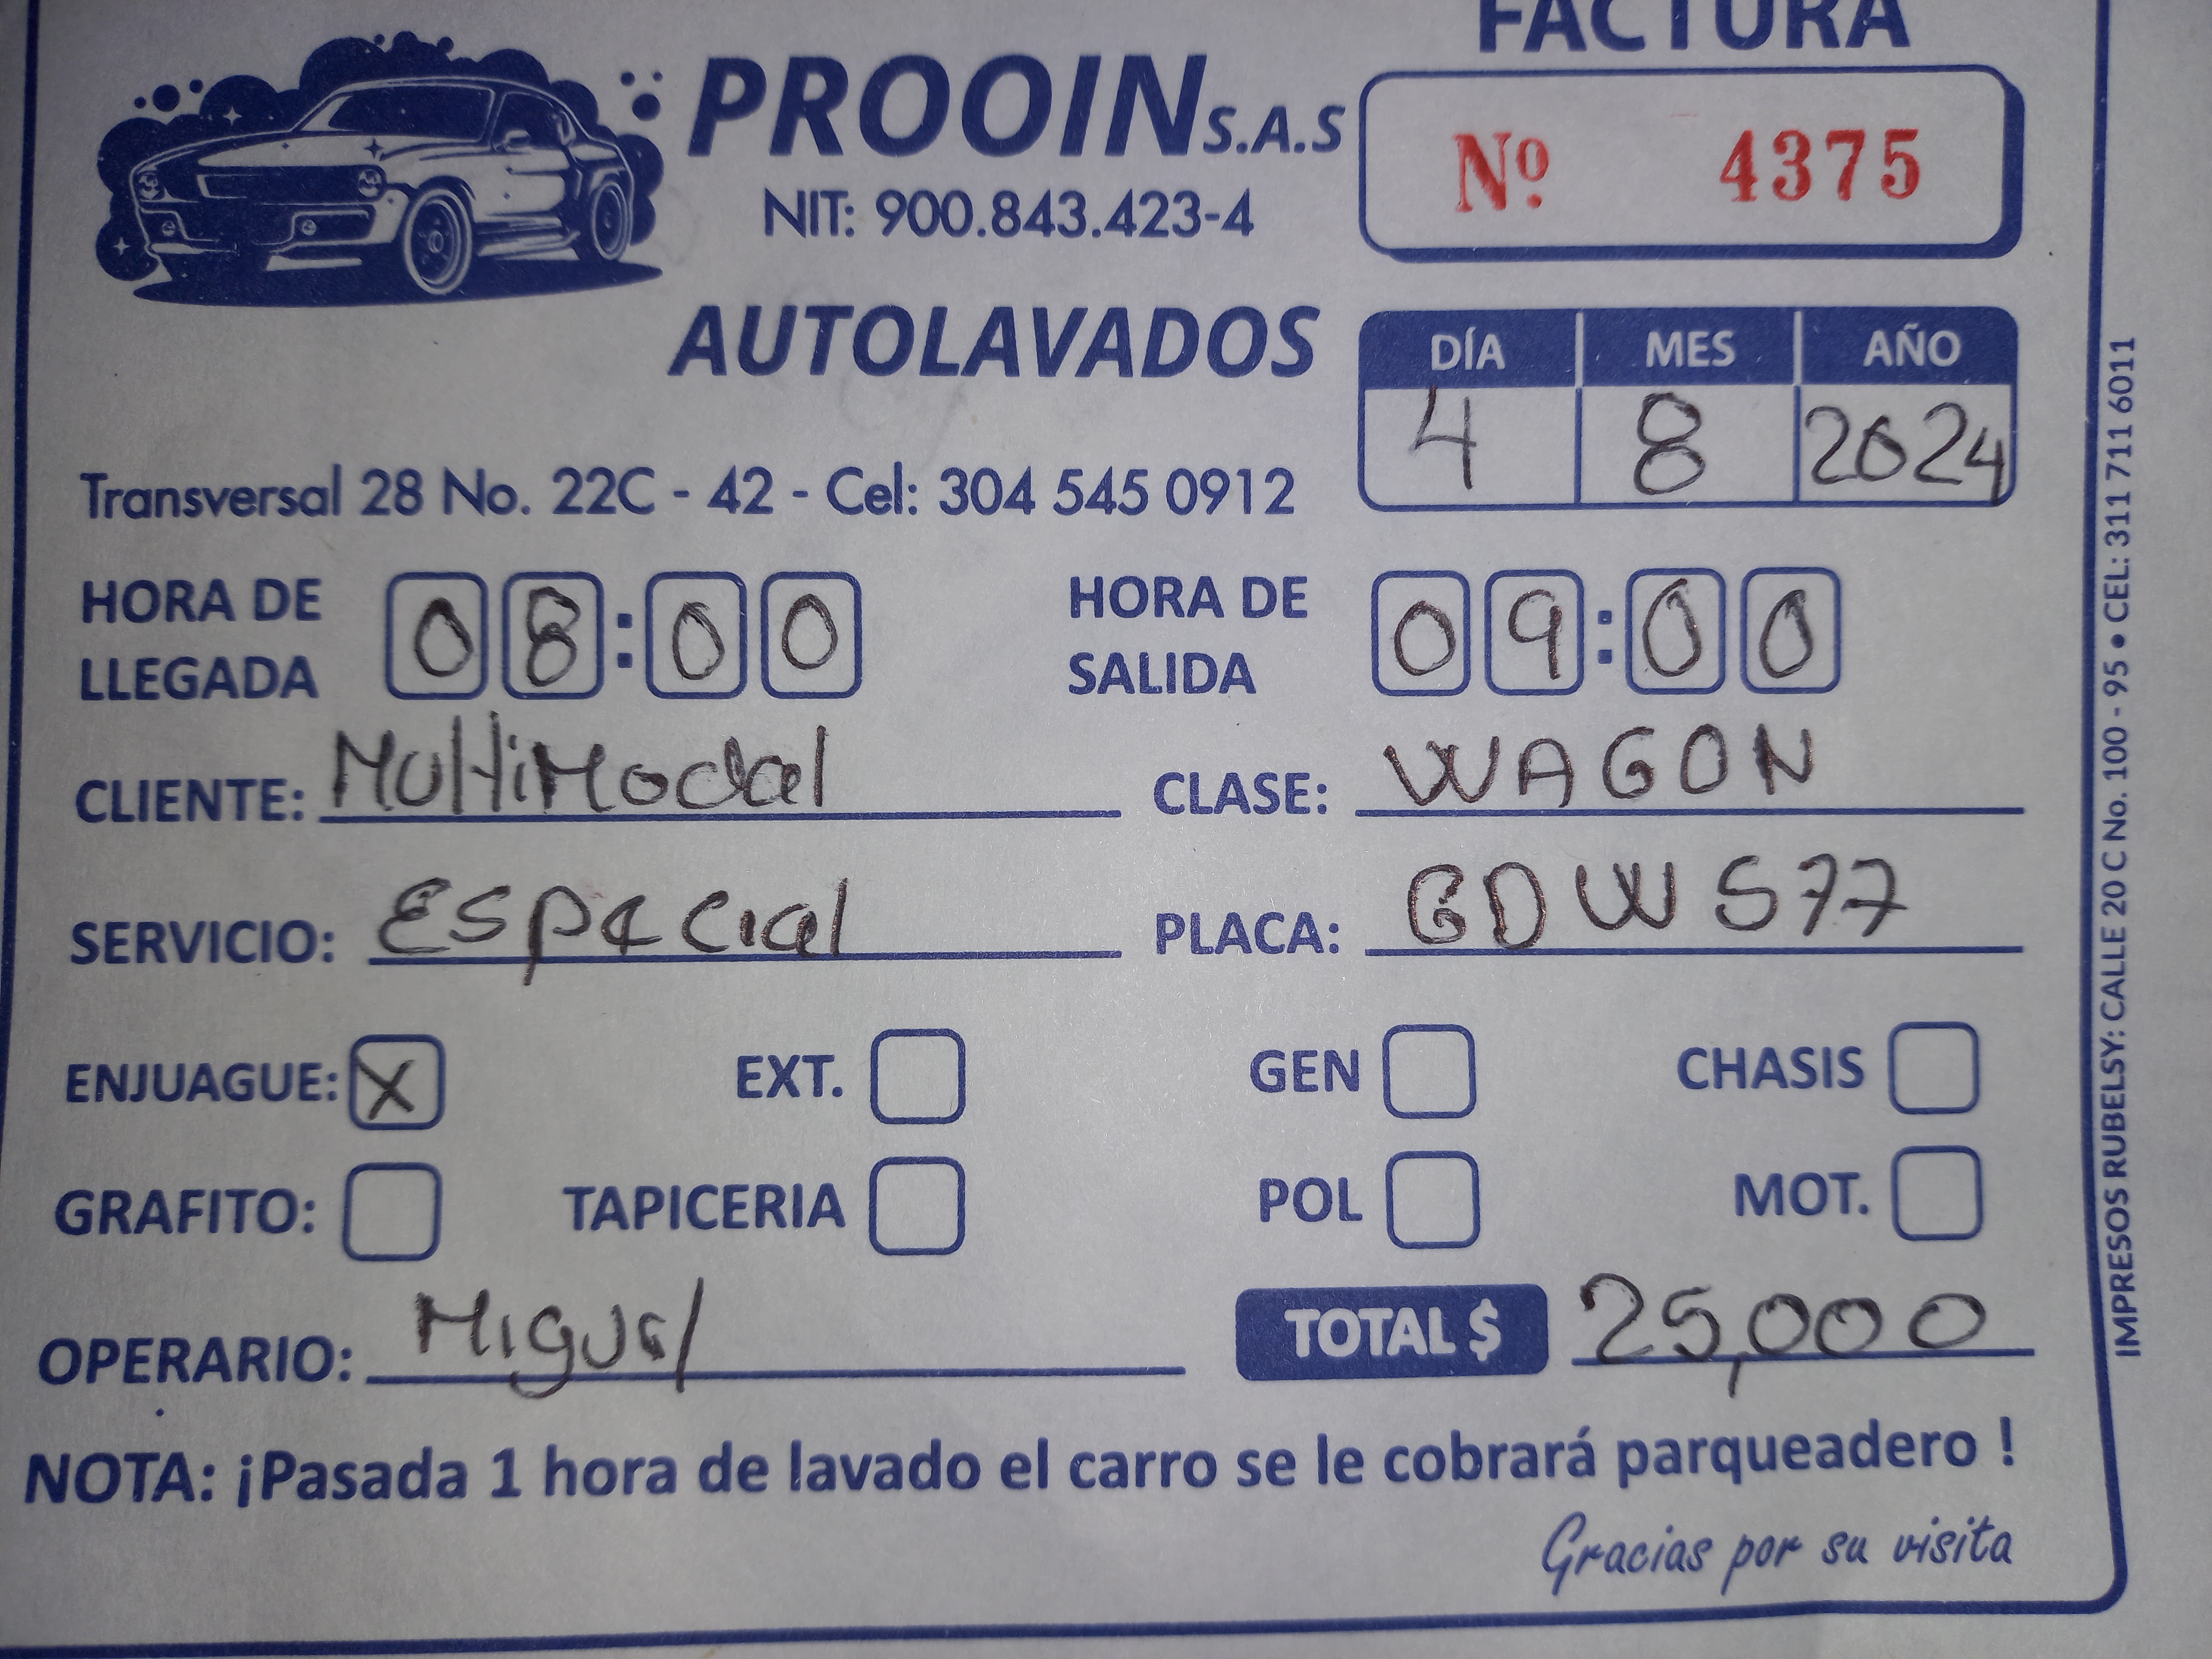 FACTURA
PROOIN S.A.S
NIT: 900.843.423-4
Nº 4375
AUTOLAVADOS
DÍA MES AÑO
4 8 2024
Transversal 28 No. 22C - 42 - Cel: 304 545 0912
HORA DE LLEGADA 08:00
HORA DE SALIDA 09:00
CLIENTE: MultiModal
CLASE: WAGON
SERVICIO: Especial
PLACA: GDW577
ENJUAGUE: X EXT. GEN CHASIS
GRAFITO: TAPICERIA POL MOT.
OPERARIO: Miguel
TOTAL $ 25,000
NOTA: ¡Pasada 1 hora de lavado el carro se le cobrará parqueadero !
Gracias por su visita
IMPRESOS RUBELSY: CALLE 20 C No. 100 - 95 • CEL: 311 711 6011